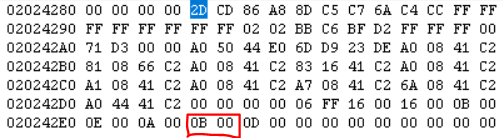 02024280 00 00 00 00 2D CD 86 A8 8D C5 C7 6A C4 CC FF FF
02024290 FF FF FF FF FF FF 02 02 BB C6 BF D2 FF FF FF 00
020242A0 71 D3 00 00 A0 50 44 E0 6D D9 23 DE A0 08 41 C2
020242B0 81 08 66 C2 A0 08 41 C2 83 16 41 C2 A0 08 41 C2
020242C0 A1 08 41 C2 A0 08 41 C2 A7 08 41 C2 6A 08 41 C2
020242D0 A0 44 41 C2 00 00 00 00 06 FF 16 00 16 00 0B 00
020242E0 0E 00 0A 00 0B 00 0D 00 00 00 00 00 00 00 00 00